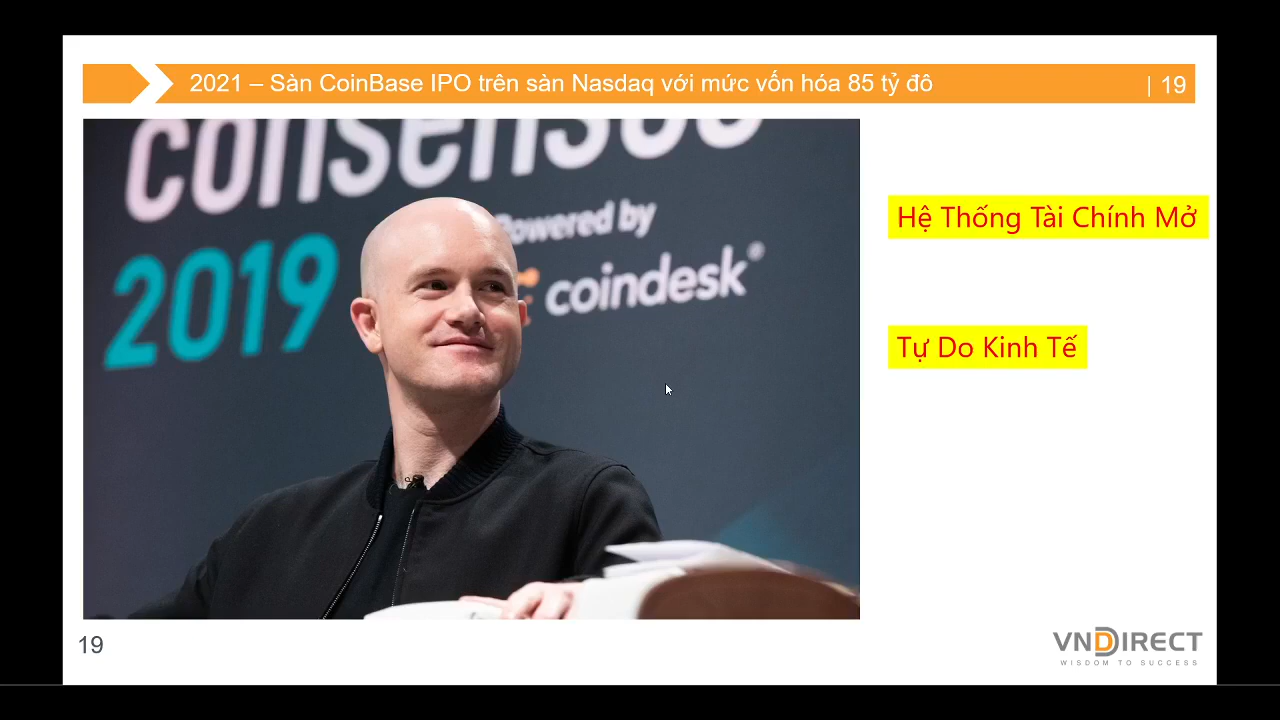 2021 – Sàn CoinBase IPO trên sàn Nasdaq với mức vốn hóa 85 tỷ đô
| 19
consensus
2019
Powered by
coindesk®
Hệ Thống Tài Chính Mở
Tự Do Kinh Tế
19
VNDIRECT
WISDOM TO SUCCESS